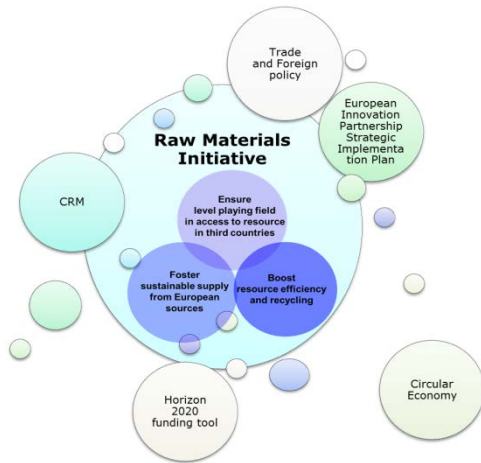 Trade
and Foreign
policy
European
Innovation
Partnership
Strategic
Implementa
tion Plan
Raw Materials
Initiative
CRM
Ensure
level playing field
in access to resource
in third countries
Foster
sustainable supply
from European
sources
Boost
resource efficiency
and recycling
Horizon
2020
funding tool
Circular
Economy